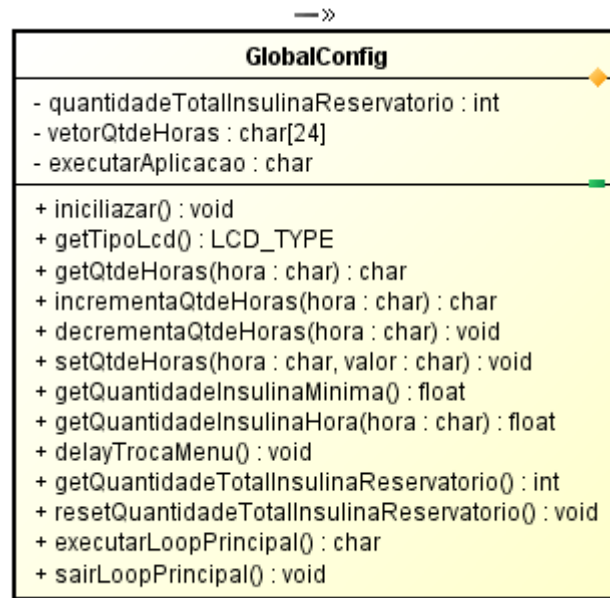 GlobalConfig
- quantidadeTotalInsulinaReservatorio : int
- vetorQtdeHoras : char[24]
- executarAplicacao : char
+ iniciliazar() : void
+ getTipoLcd() : LCD_TYPE
+ getQtdeHoras(hora : char) : char
+ incrementaQtdeHoras(hora : char) : char
+ decrementaQtdeHoras(hora : char) : void
+ setQtdeHoras(hora : char, valor : char) : void
+ getQuantidadeInsulinaMinima() : float
+ getQuantidadeInsulinaHora(hora : char) : float
+ delayTrocaMenu() : void
+ getQuantidadeTotalInsulinaReservatorio() : int
+ resetQuantidadeTotalInsulinaReservatorio() : void
+ executarLoopPrincipal() : char
+ sairLoopPrincipal() : void